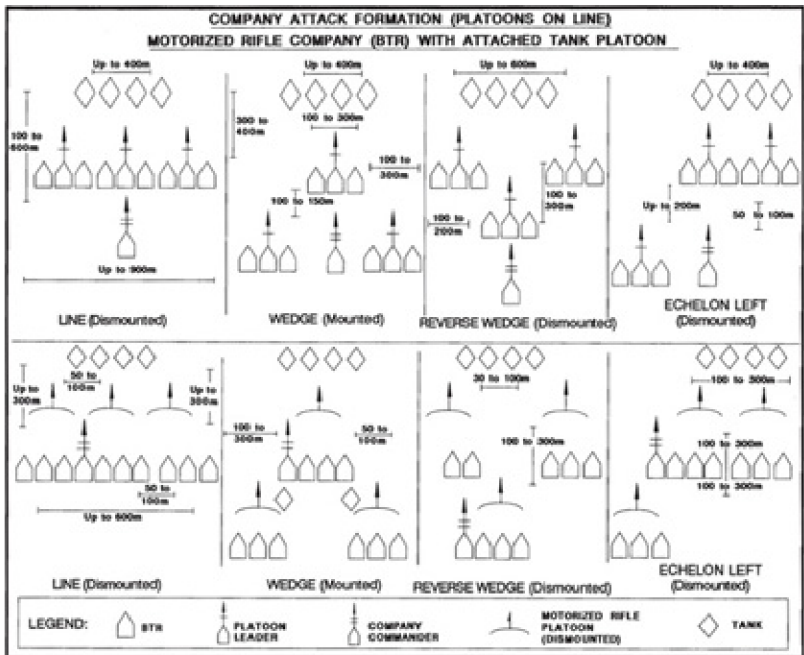 COMPANY ATTACK FORMATION (PLATOONS ON LINE)
MOTORIZED RIFLE COMPANY (BTR) WITH ATTACHED TANK PLATOON
Up to 400m
100 to
600m
Up to 900m
LINE (Dismounted)
Up to 400m
300 to
400m
100 to 300m
100 to
300m
100 to 150m
WEDGE (Mounted)
Up to 600m
100 to
300m
100 to
200m
REVERSE WEDGE (Dismounted)
Up to 400m
Up to 200m
50 to 100m
ECHELON LEFT
(Dismounted)
Up to
300m
50 to
100m
Up to
300m
50 to
100m
Up to 600m
LINE (Dismounted)
100 to
300m
50 to
100m
WEDGE (Mounted)
30 to 100m
100 to 300m
REVERSE WEDGE (Dismounted)
100 to 300m
100 to 300m
100 to 300m
ECHELON LEFT
(Dismounted)
LEGEND:
BTR
PLATOON
LEADER
COMPANY
COMMANDER
MOTORIZED RIFLE
PLATOON
(DISMOUNTED)
TANK